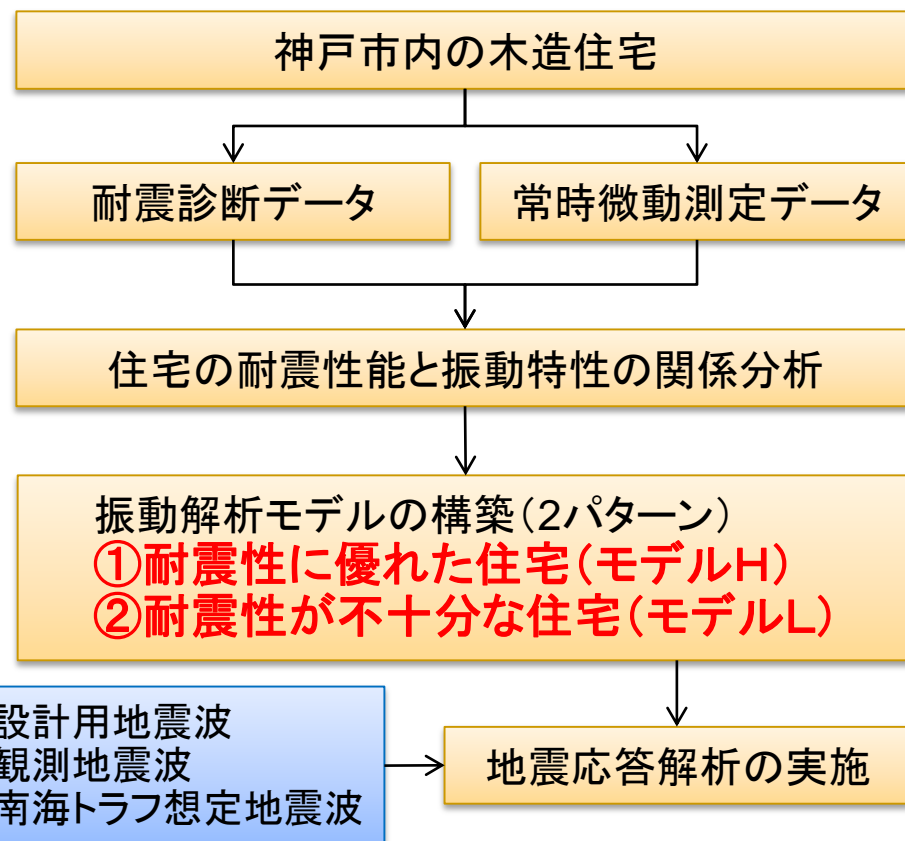 神戸市内の木造住宅
耐震診断データ
常時微動測定データ
住宅の耐震性能と振動特性の関係分析
振動解析モデルの構築(2パターン)
①耐震性に優れた住宅(モデルH)
②耐震性が不十分な住宅(モデルL)
設計用地震波
観測地震波
南海トラフ想定地震波
地震応答解析の実施